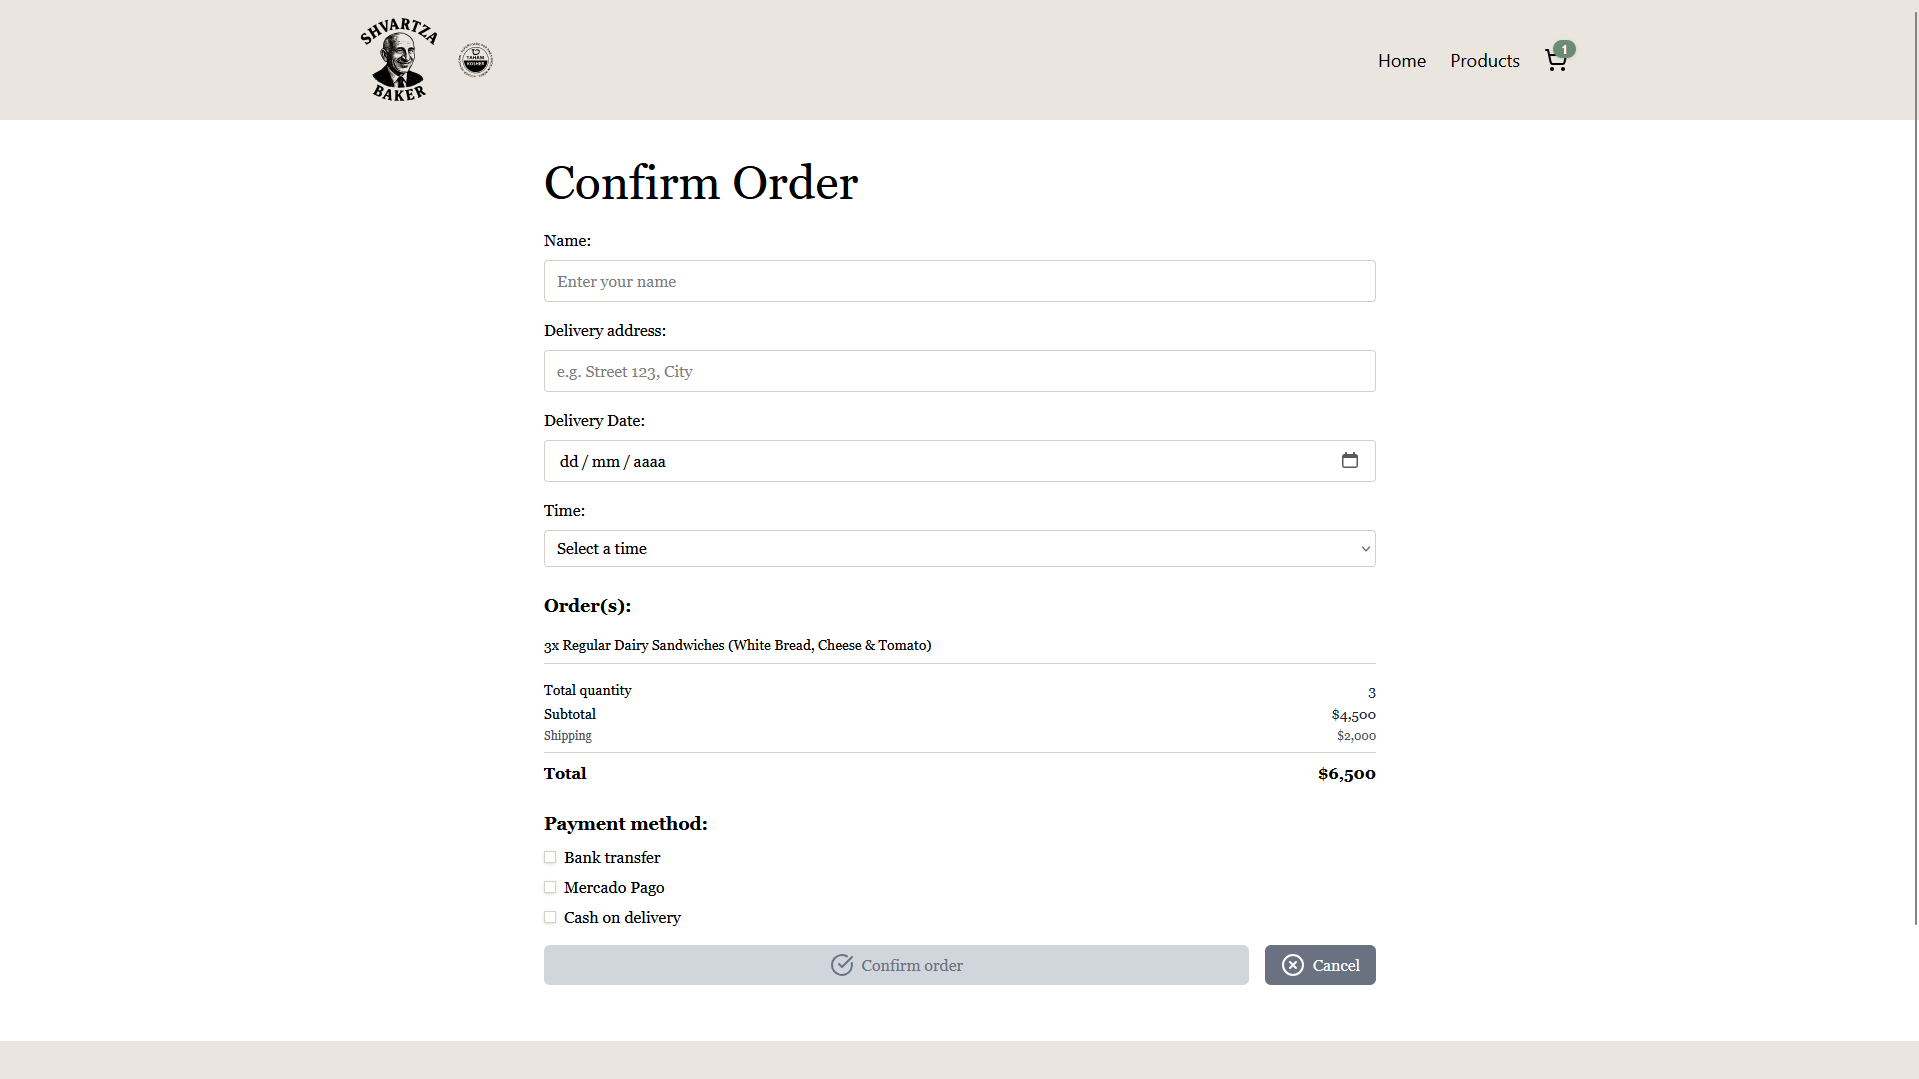 SHVARTZA
BAKER
TAHAM
KOSHER
Home
Products
1
Confirm Order
Name:
Enter your name
Delivery address:
e.g. Street 123, City
Delivery Date:
dd / mm / aaaa
Time:
Select a time
Order(s):
3x Regular Dairy Sandwiches (White Bread, Cheese & Tomato)
Total quantity 3
Subtotal $4,500
Shipping $2,000
Total $6,500
Payment method:
Bank transfer
Mercado Pago
Cash on delivery
Confirm order
Cancel